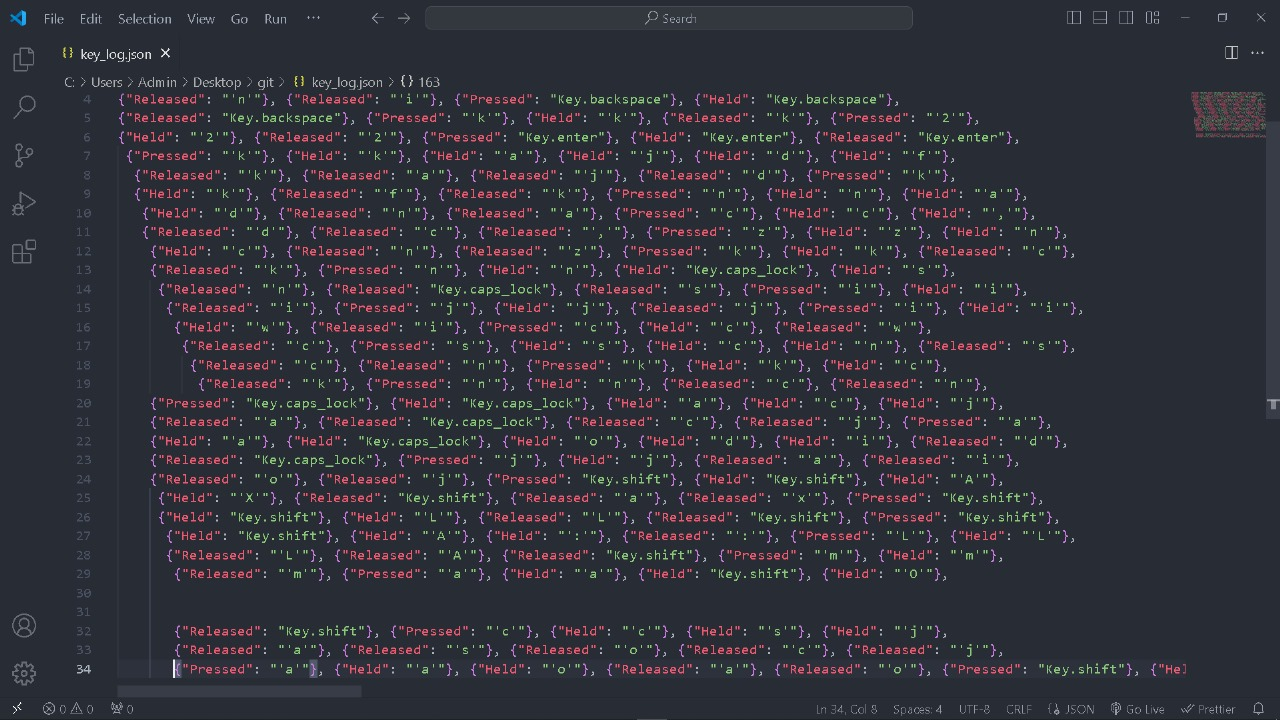 File Edit Selection View Go Run ··· Search
key_log.json
C: > Users > Admin > Desktop > git > {} key_log.json > {} 163
4 {"Released": "'n'"}, {"Released": "'i'"}, {"Pressed": "Key.backspace"}, {"Held": "Key.backspace"},
5 {"Released": "Key.backspace"}, {"Pressed": "'k'"}, {"Held": "'k'"}, {"Released": "'k'"}, {"Pressed": "'2'"},
6 {"Held": "'2'"}, {"Released": "'2'"}, {"Pressed": "Key.enter"}, {"Held": "Key.enter"}, {"Released": "Key.enter"},
7 {"Pressed": "'k'"}, {"Held": "'k'"}, {"Held": "'a'"}, {"Held": "'j'"}, {"Held": "'d'"}, {"Held": "'f'"},
8 {"Released": "'k'"}, {"Released": "'a'"}, {"Released": "'j'"}, {"Released": "'d'"}, {"Pressed": "'k'"},
9 {"Held": "'k'"}, {"Released": "'f'"}, {"Released": "'k'"}, {"Pressed": "'n'"}, {"Held": "'n'"}, {"Held": "'a'"},
10 {"Held": "'d'"}, {"Released": "'n'"}, {"Released": "'a'"}, {"Pressed": "'c'"}, {"Held": "'c'"}, {"Held": "','"},
11 {"Released": "'d'"}, {"Released": "'c'"}, {"Released": "','"}, {"Pressed": "'z'"}, {"Held": "'z'"}, {"Held": "'n'"},
12 {"Held": "'c'"}, {"Released": "'n'"}, {"Released": "'z'"}, {"Pressed": "'k'"}, {"Held": "'k'"}, {"Released": "'c'"},
13 {"Released": "'k'"}, {"Pressed": "'n'"}, {"Held": "'n'"}, {"Held": "Key.caps_lock"}, {"Held": "'s'"},
14 {"Released": "'n'"}, {"Released": "Key.caps_lock"}, {"Released": "'s'"}, {"Pressed": "'i'"}, {"Held": "'i'"},
15 {"Released": "'i'"}, {"Pressed": "'j'"}, {"Held": "'j'"}, {"Released": "'j'"}, {"Pressed": "'i'"}, {"Held": "'i'"},
16 {"Held": "'w'"}, {"Released": "'i'"}, {"Pressed": "'c'"}, {"Held": "'c'"}, {"Released": "'w'"},
17 {"Released": "'c'"}, {"Pressed": "'s'"}, {"Held": "'s'"}, {"Held": "'c'"}, {"Held": "'n'"}, {"Released": "'s'"},
18 {"Released": "'c'"}, {"Released": "'n'"}, {"Pressed": "'k'"}, {"Held": "'k'"}, {"Held": "'c'"},
19 {"Released": "'k'"}, {"Pressed": "'n'"}, {"Held": "'n'"}, {"Released": "'c'"}, {"Released": "'n'"},
20 {"Pressed": "Key.caps_lock"}, {"Held": "Key.caps_lock"}, {"Held": "'a'"}, {"Held": "'c'"}, {"Held": "'j'"},
21 {"Released": "'a'"}, {"Released": "Key.caps_lock"}, {"Released": "'c'"}, {"Released": "'j'"}, {"Pressed": "'a'"},
22 {"Held": "'a'"}, {"Held": "Key.caps_lock"}, {"Held": "'o'"}, {"Held": "'d'"}, {"Held": "'i'"}, {"Released": "'d'"},
23 {"Released": "Key.caps_lock"}, {"Pressed": "'j'"}, {"Held": "'j'"}, {"Released": "'a'"}, {"Released": "'i'"},
24 {"Released": "'o'"}, {"Released": "'j'"}, {"Pressed": "Key.shift"}, {"Held": "Key.shift"}, {"Held": "'A'"},
25 {"Held": "'X'"}, {"Released": "Key.shift"}, {"Released": "'a'"}, {"Released": "'x'"}, {"Pressed": "Key.shift"},
26 {"Held": "Key.shift"}, {"Held": "'L'"}, {"Released": "'L'"}, {"Released": "Key.shift"}, {"Pressed": "Key.shift"},
27 {"Held": "Key.shift"}, {"Held": "'A'"}, {"Held": "':'"}, {"Released": "':'"}, {"Pressed": "'L'"}, {"Held": "'L'"},
28 {"Released": "'L'"}, {"Released": "'A'"}, {"Released": "Key.shift"}, {"Pressed": "'m'"}, {"Held": "'m'"},
29 {"Released": "'m'"}, {"Pressed": "'a'"}, {"Held": "'a'"}, {"Held": "Key.shift"}, {"Held": "'O'"},
30
31
32 {"Released": "Key.shift"}, {"Pressed": "'c'"}, {"Held": "'c'"}, {"Held": "'s'"}, {"Held": "'j'"},
33 {"Released": "'a'"}, {"Released": "'s'"}, {"Released": "'o'"}, {"Released": "'c'"}, {"Released": "'j'"},
34 {"Pressed": "'a'"}, {"Held": "'a'"}, {"Held": "'o'"}, {"Released": "'a'"}, {"Released": "'o'"}, {"Pressed": "Key.shift"}, {"Hel
0 0 0 Ln 34, Col 8 Spaces: 4 UTF-8 CRLF {} JSON Go Live Prettier